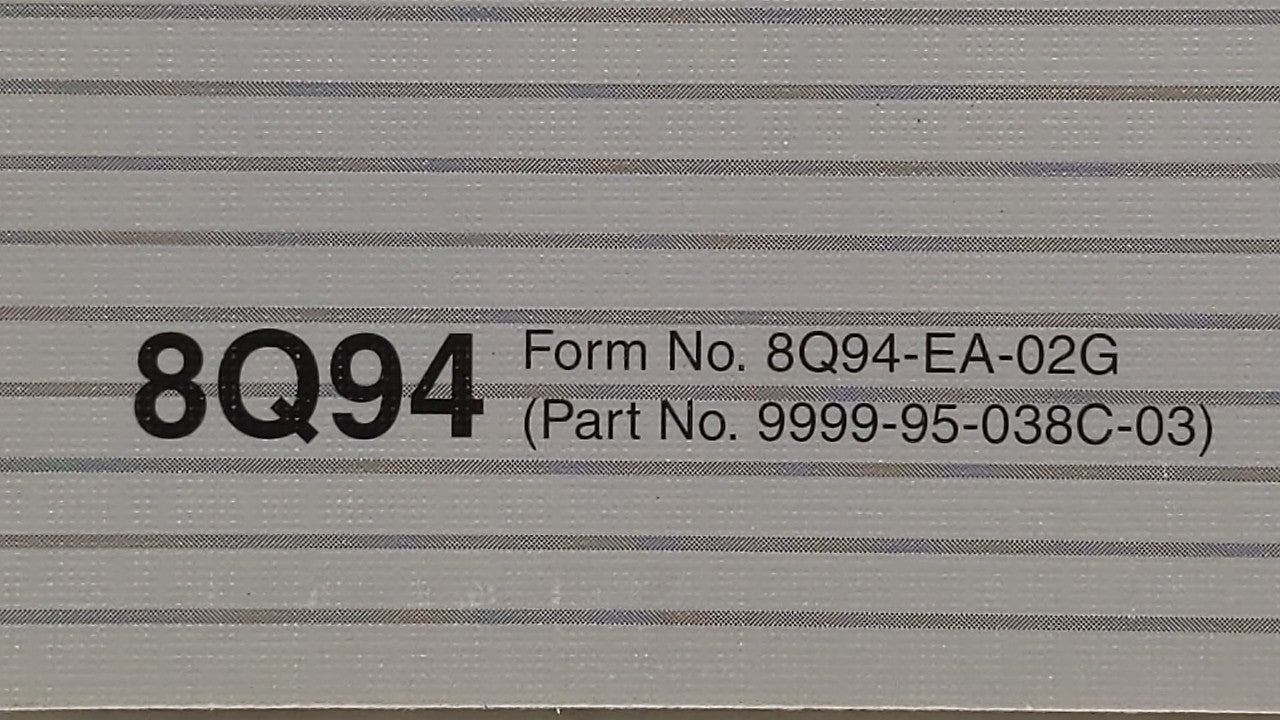 8Q94
Form No. 8Q94-EA-02G
(Part No. 9999-95-038C-03)